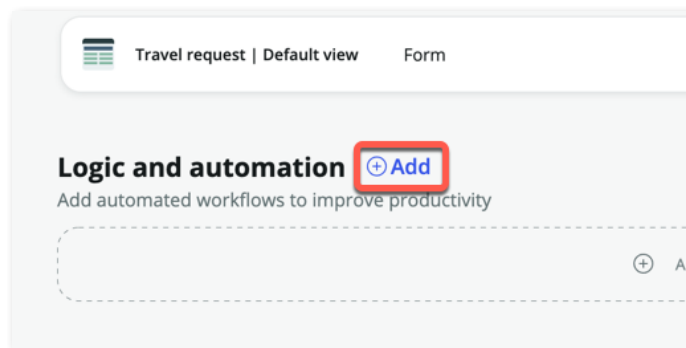 Travel request | Default view Form
Logic and automation Add
Add automated workflows to improve productivity